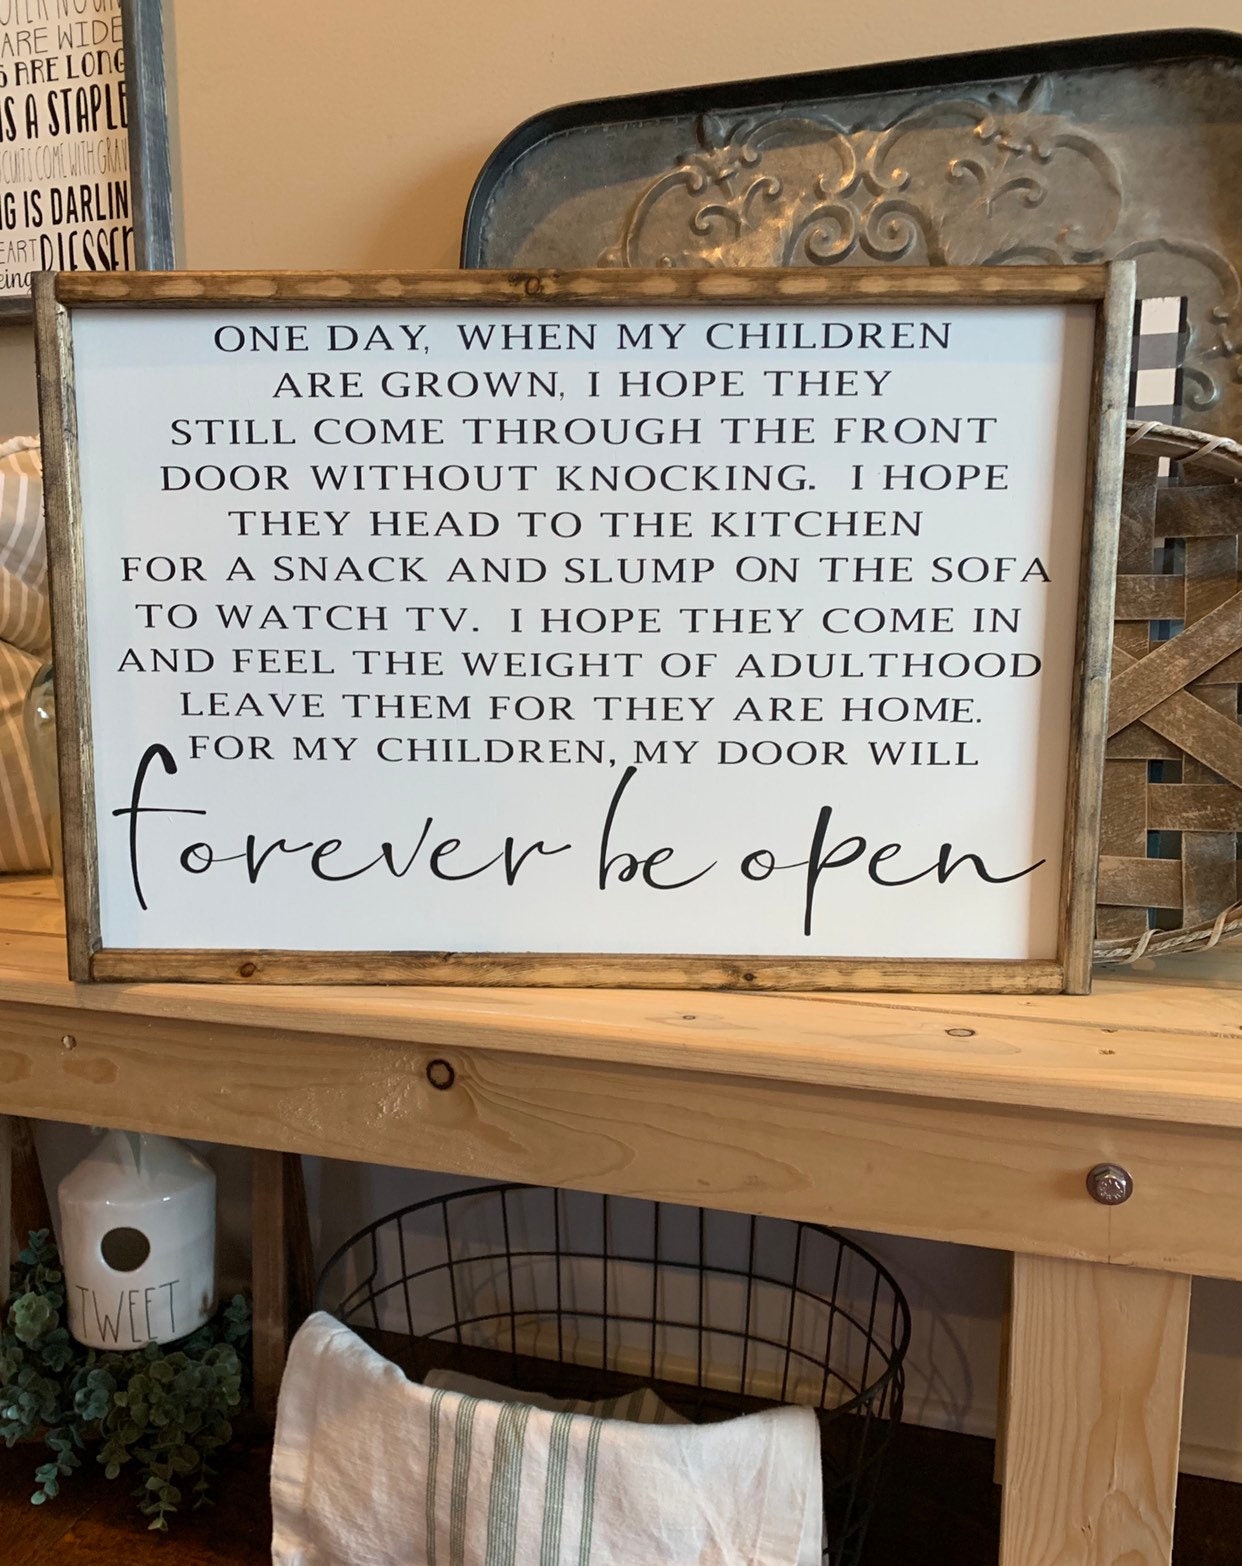 ARE WIDE
ARE LONG
IS A STAPLE
IS DARLIN
ONE DAY, WHEN MY CHILDREN
ARE GROWN, I HOPE THEY
STILL COME THROUGH THE FRONT
DOOR WITHOUT KNOCKING. I HOPE
THEY HEAD TO THE KITCHEN
FOR A SNACK AND SLUMP ON THE SOFA
TO WATCH TV. I HOPE THEY COME IN
AND FEEL THE WEIGHT OF ADULTHOOD
LEAVE THEM FOR THEY ARE HOME.
FOR MY CHILDREN, MY DOOR WILL
forever be open
TWEET